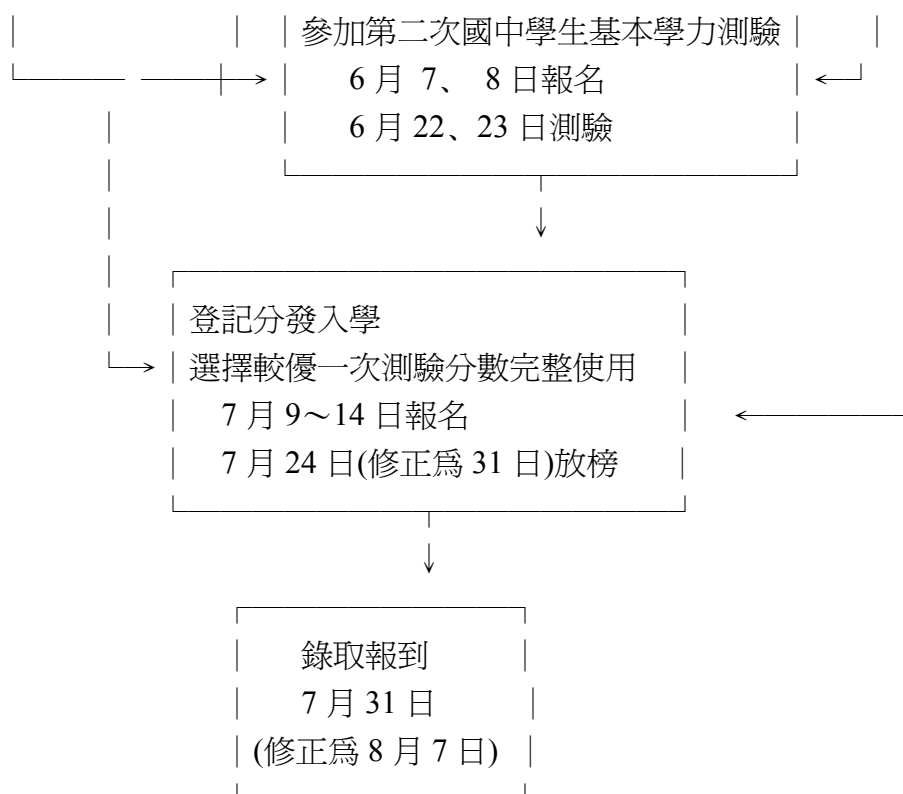 參加第二次國中學生基本學力測驗
6 月 7、 8 日報名
6 月 22、23 日測驗
登記分發入學
選擇較優一次測驗分數完整使用
7 月 9～14 日報名
7 月 24 日(修正爲 31 日)放榜
錄取報到
7 月 31 日
(修正爲 8 月 7 日)